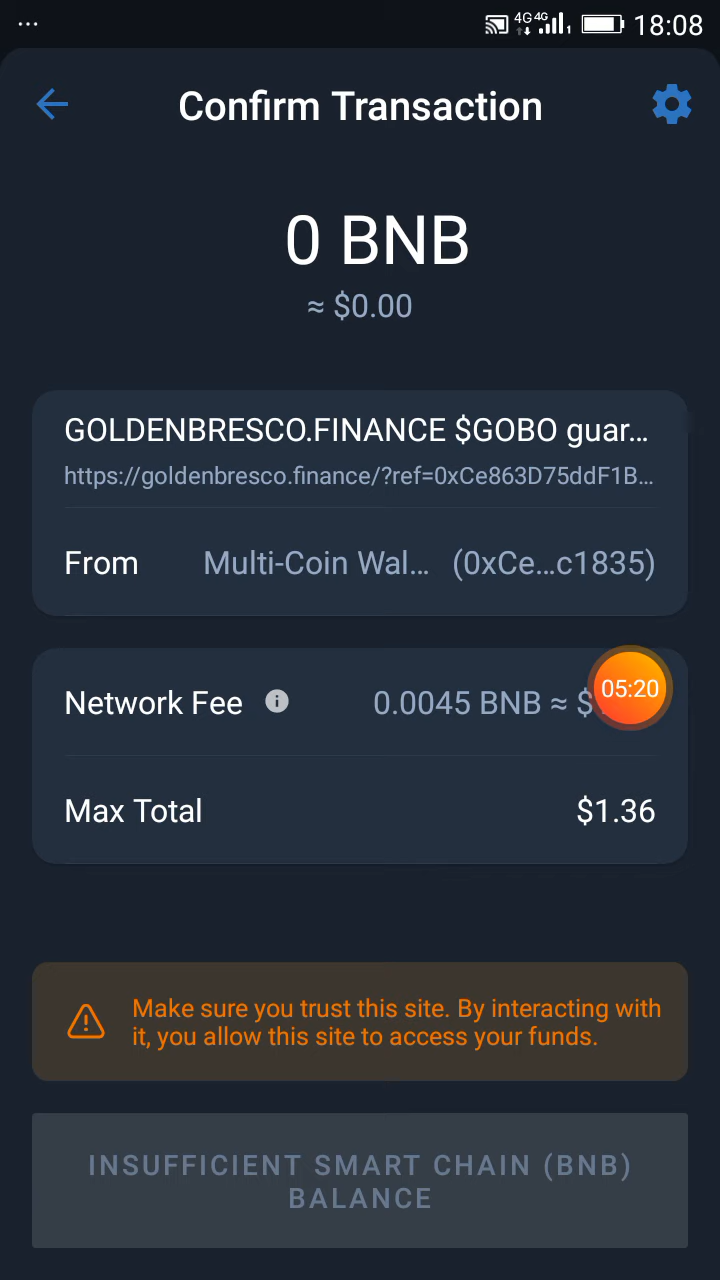 ... 4G 4G 1 18:08
Confirm Transaction
0 BNB
≈ $0.00
GOLDENBRESCO.FINANCE $GOBO guar...
https://goldenbresco.finance/?ref=0xCe863D75ddF1B...
From Multi-Coin Wal... (0xCe...c1835)
Network Fee i 0.0045 BNB ≈ $
05:20
Max Total $1.36
Make sure you trust this site. By interacting with
it, you allow this site to access your funds.
INSUFFICIENT SMART CHAIN (BNB)
BALANCE